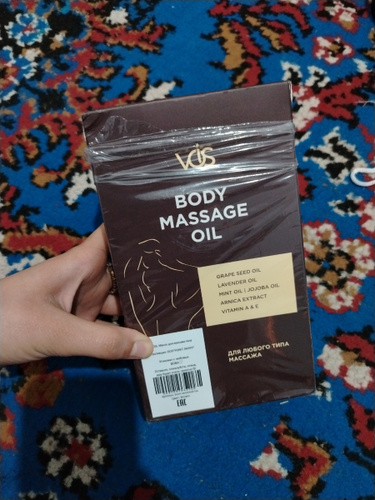 VOIS
BODY
MASSAGE
OIL
GRAPE SEED OIL
LAVENDER OIL
MINT OIL | JOJOBA OIL
ARNICA EXTRACT
VITAMIN A & E
ДЛЯ ЛЮБОГО ТИПА
МАССАЖА
EAC